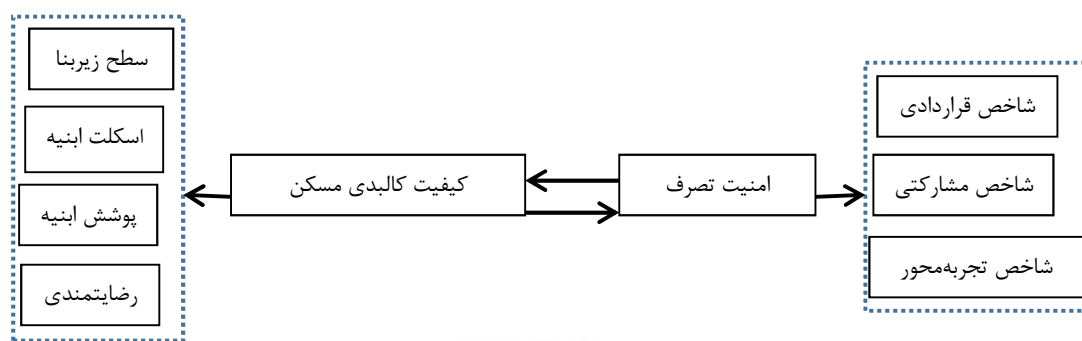 شاخص قراردادی
شاخص مشارکتی
شاخص تجربه‌محور
امنیت تصرف
کیفیت کالبدی مسکن
سطح زیربنا
اسکلت ابنیه
پوشش ابنیه
رضایتمندی